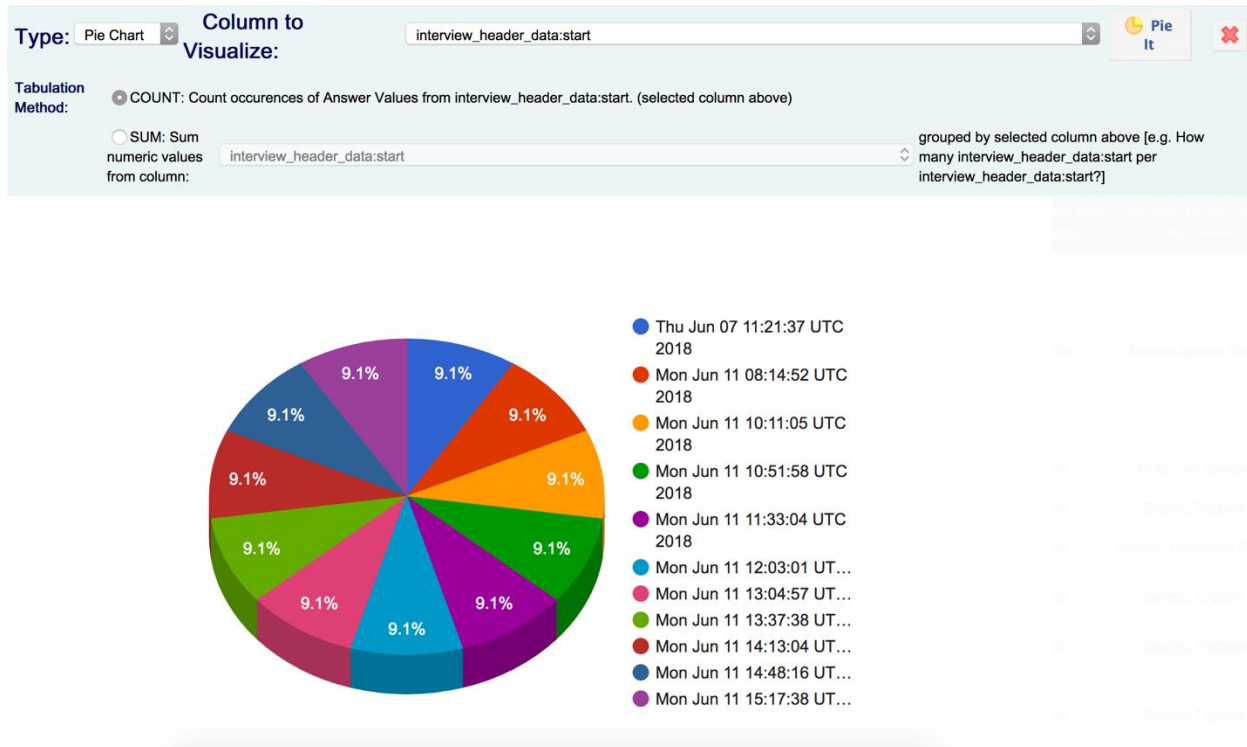 Type: Pie Chart
Column to
Visualize:
interview_header_data:start
Pie
It
Tabulation
Method:
COUNT: Count occurences of Answer Values from interview_header_data:start. (selected column above)
SUM: Sum
numeric values
from column:
interview_header_data:start
grouped by selected column above [e.g. How
many interview_header_data:start per
interview_header_data:start?]
9.1%
9.1%
9.1%
9.1%
9.1%
9.1%
9.1%
9.1%
9.1%
9.1%
9.1%
Thu Jun 07 11:21:37 UTC
2018
Mon Jun 11 08:14:52 UTC
2018
Mon Jun 11 10:11:05 UTC
2018
Mon Jun 11 10:51:58 UTC
2018
Mon Jun 11 11:33:04 UTC
2018
Mon Jun 11 12:03:01 UT…
Mon Jun 11 13:04:57 UT…
Mon Jun 11 13:37:38 UT…
Mon Jun 11 14:13:04 UT…
Mon Jun 11 14:48:16 UT…
Mon Jun 11 15:17:38 UT…